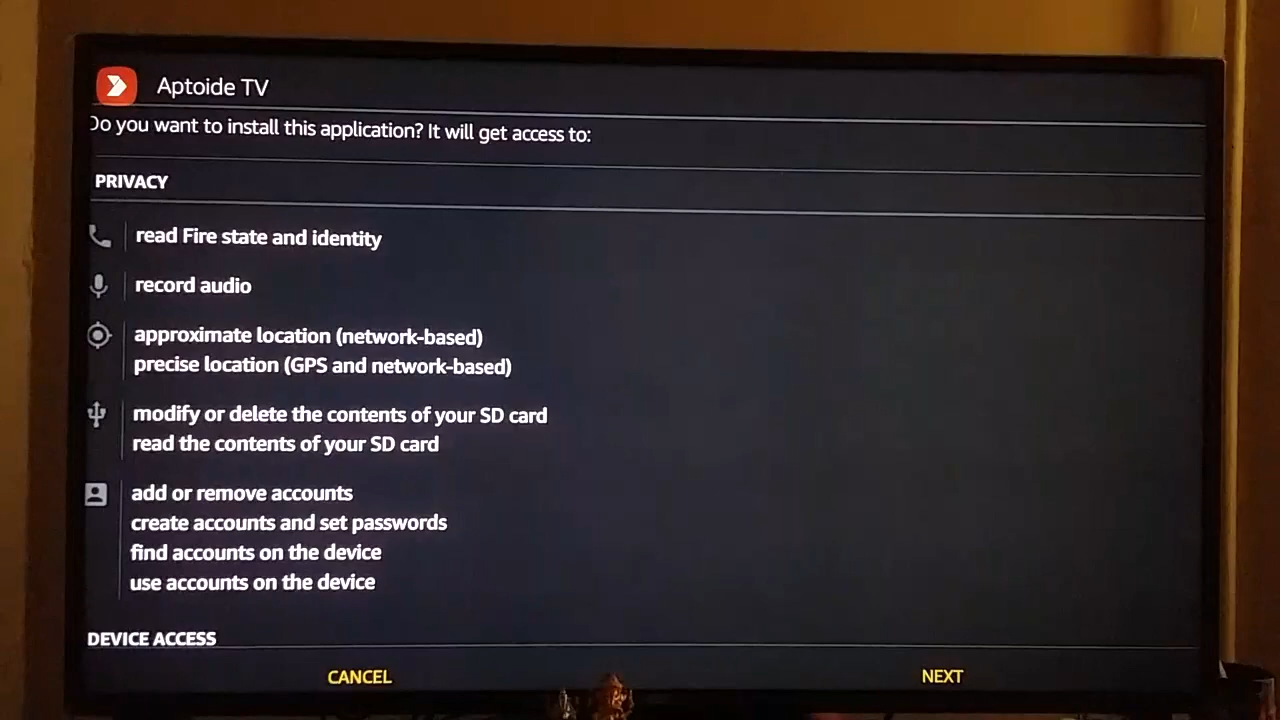 Aptoide TV
Do you want to install this application? It will get access to:
PRIVACY
read Fire state and identity
record audio
approximate location (network-based)
precise location (GPS and network-based)
modify or delete the contents of your SD card
read the contents of your SD card
add or remove accounts
create accounts and set passwords
find accounts on the device
use accounts on the device
DEVICE ACCESS
CANCEL
NEXT